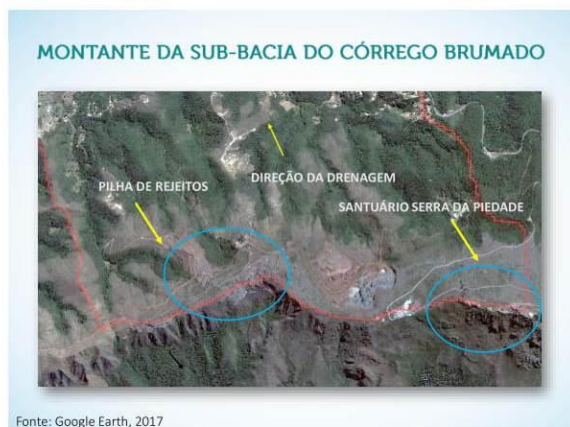 MONTANTE DA SUB-BACIA DO CÓRREGO BRUMADO
DIREÇÃO DA DRENAGEM
PILHA DE REJEITOS
SANTUÁRIO SERRA DA PIEDADE
Fonte: Google Earth, 2017